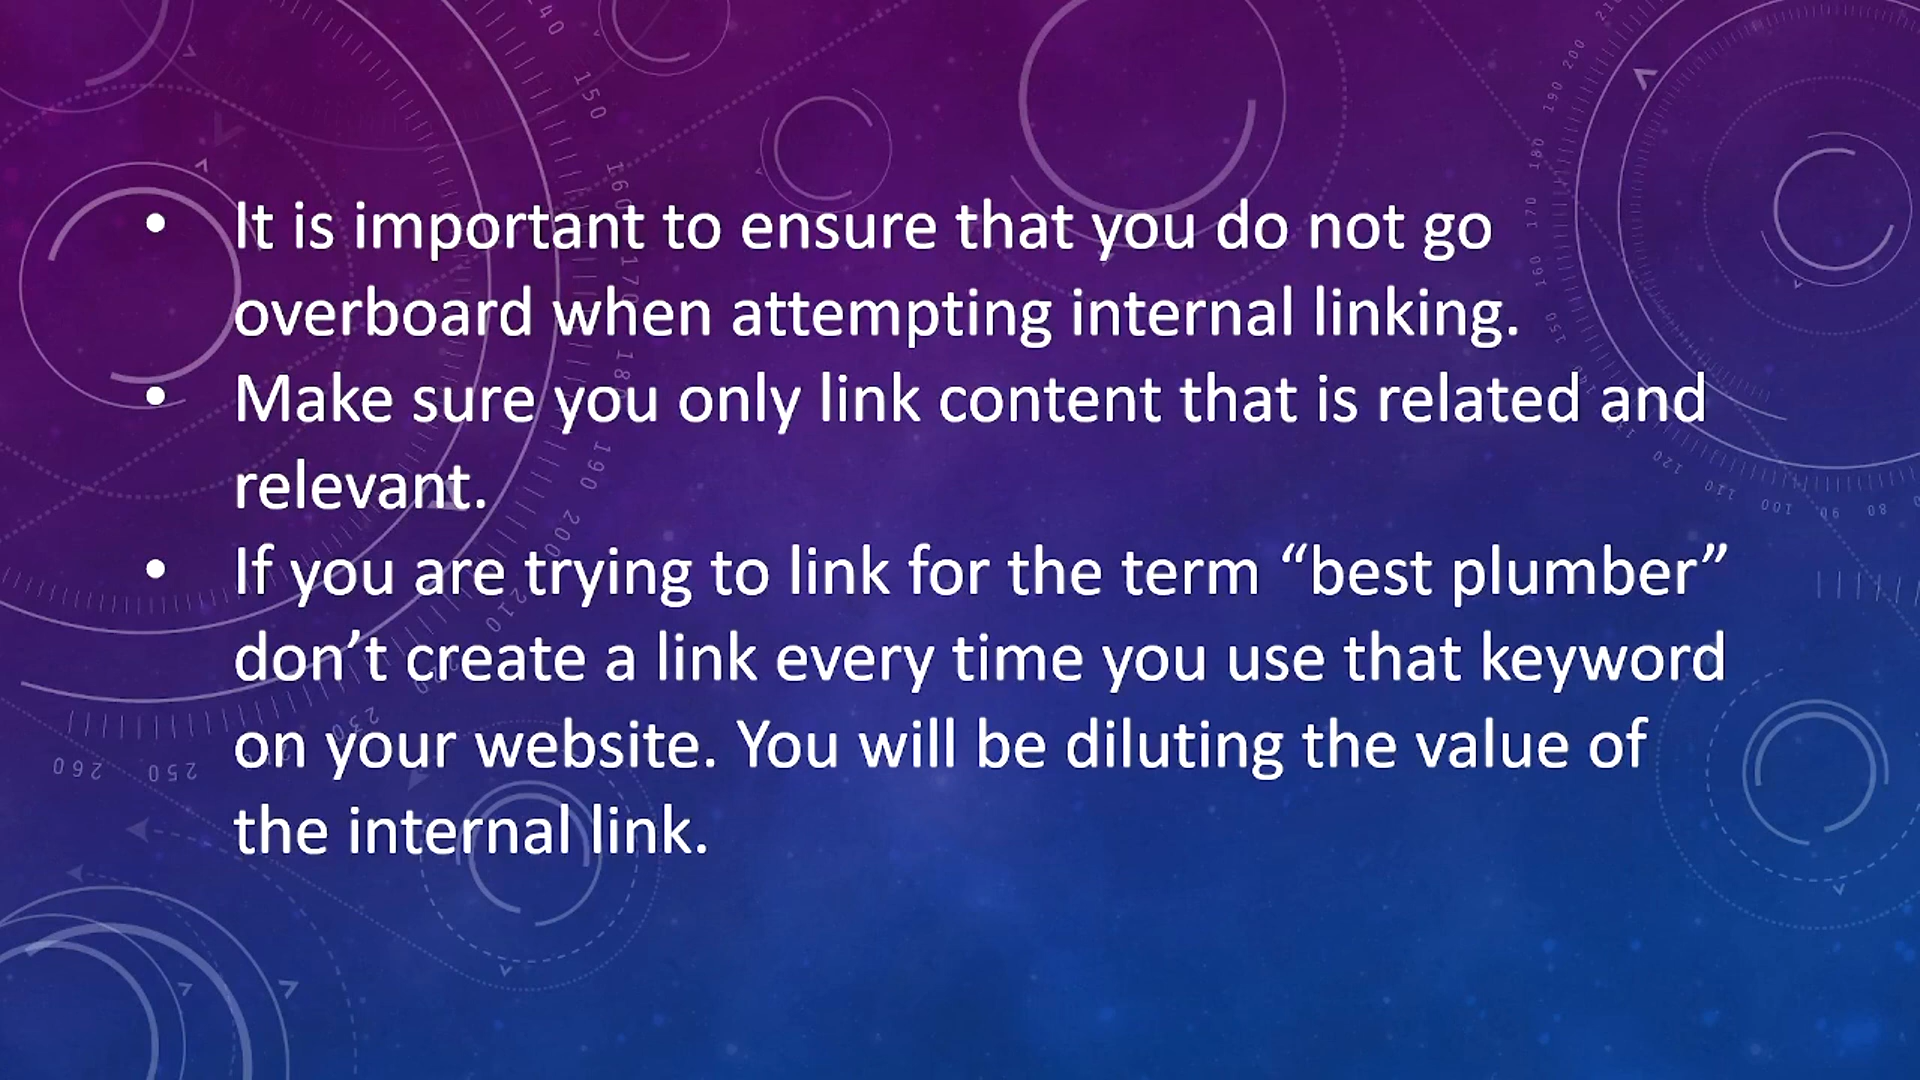 • It is important to ensure that you do not go
overboard when attempting internal linking.
• Make sure you only link content that is related and
relevant.
• If you are trying to link for the term “best plumber”
don’t create a link every time you use that keyword
on your website. You will be diluting the value of
the internal link.